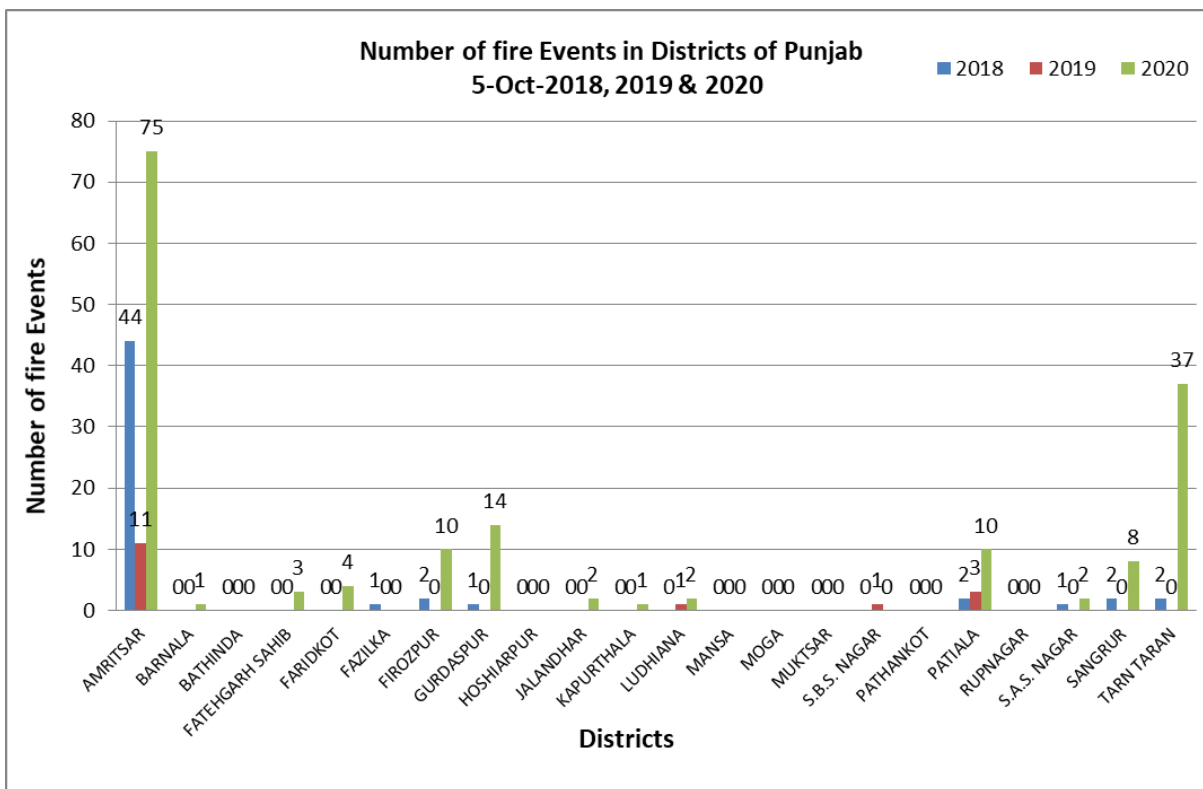 Number of fire Events in Districts of Punjab
5-Oct-2018, 2019 & 2020
2018 2019 2020
Number of fire Events
80
70
60
50
40
30
20
10
0
44 11 75
0 0 1
0 0 0
0 0 3
0 0 4
1 0 0
2 0 10
1 0 14
0 0 0
0 0 2
0 0 1
0 1 2
0 0 0
0 0 0
0 0 0
0 1 0
0 0 0
2 3 10
0 0 0
1 0 2
2 0 8
2 0 37
AMRITSAR
BARNALA
BATHINDA
FATEHGARH SAHIB
FARIDKOT
FAZILKA
FIROZPUR
GURDASPUR
HOSHIARPUR
JALANDHAR
KAPURTHALA
LUDHIANA
MANSA
MOGA
MUKTSAR
S.B.S. NAGAR
PATHANKOT
PATIALA
RUPNAGAR
S.A.S. NAGAR
SANGRUR
TARN TARAN
Districts